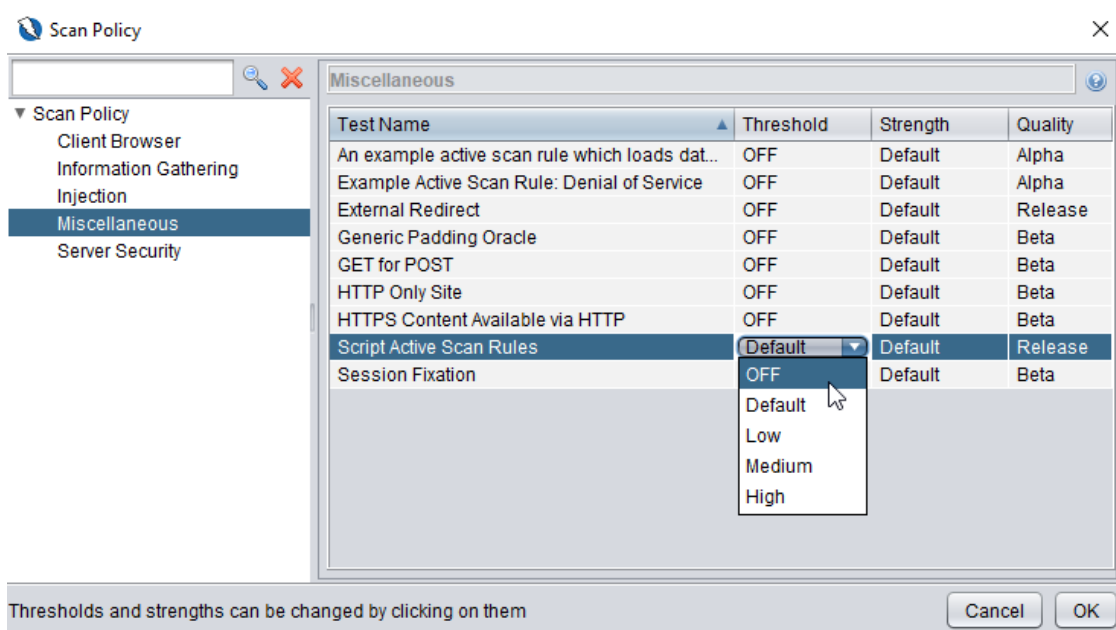 Scan Policy
Miscellaneous
▼ Scan Policy
Client Browser
Information Gathering
Injection
Miscellaneous
Server Security
Test Name Threshold Strength Quality
An example active scan rule which loads dat... OFF Default Alpha
Example Active Scan Rule: Denial of Service OFF Default Alpha
External Redirect OFF Default Release
Generic Padding Oracle OFF Default Beta
GET for POST OFF Default Beta
HTTP Only Site OFF Default Beta
HTTPS Content Available via HTTP OFF Default Beta
Script Active Scan Rules Default Default Release
Session Fixation OFF Default Beta
Default
Low
Medium
High
Thresholds and strengths can be changed by clicking on them Cancel OK